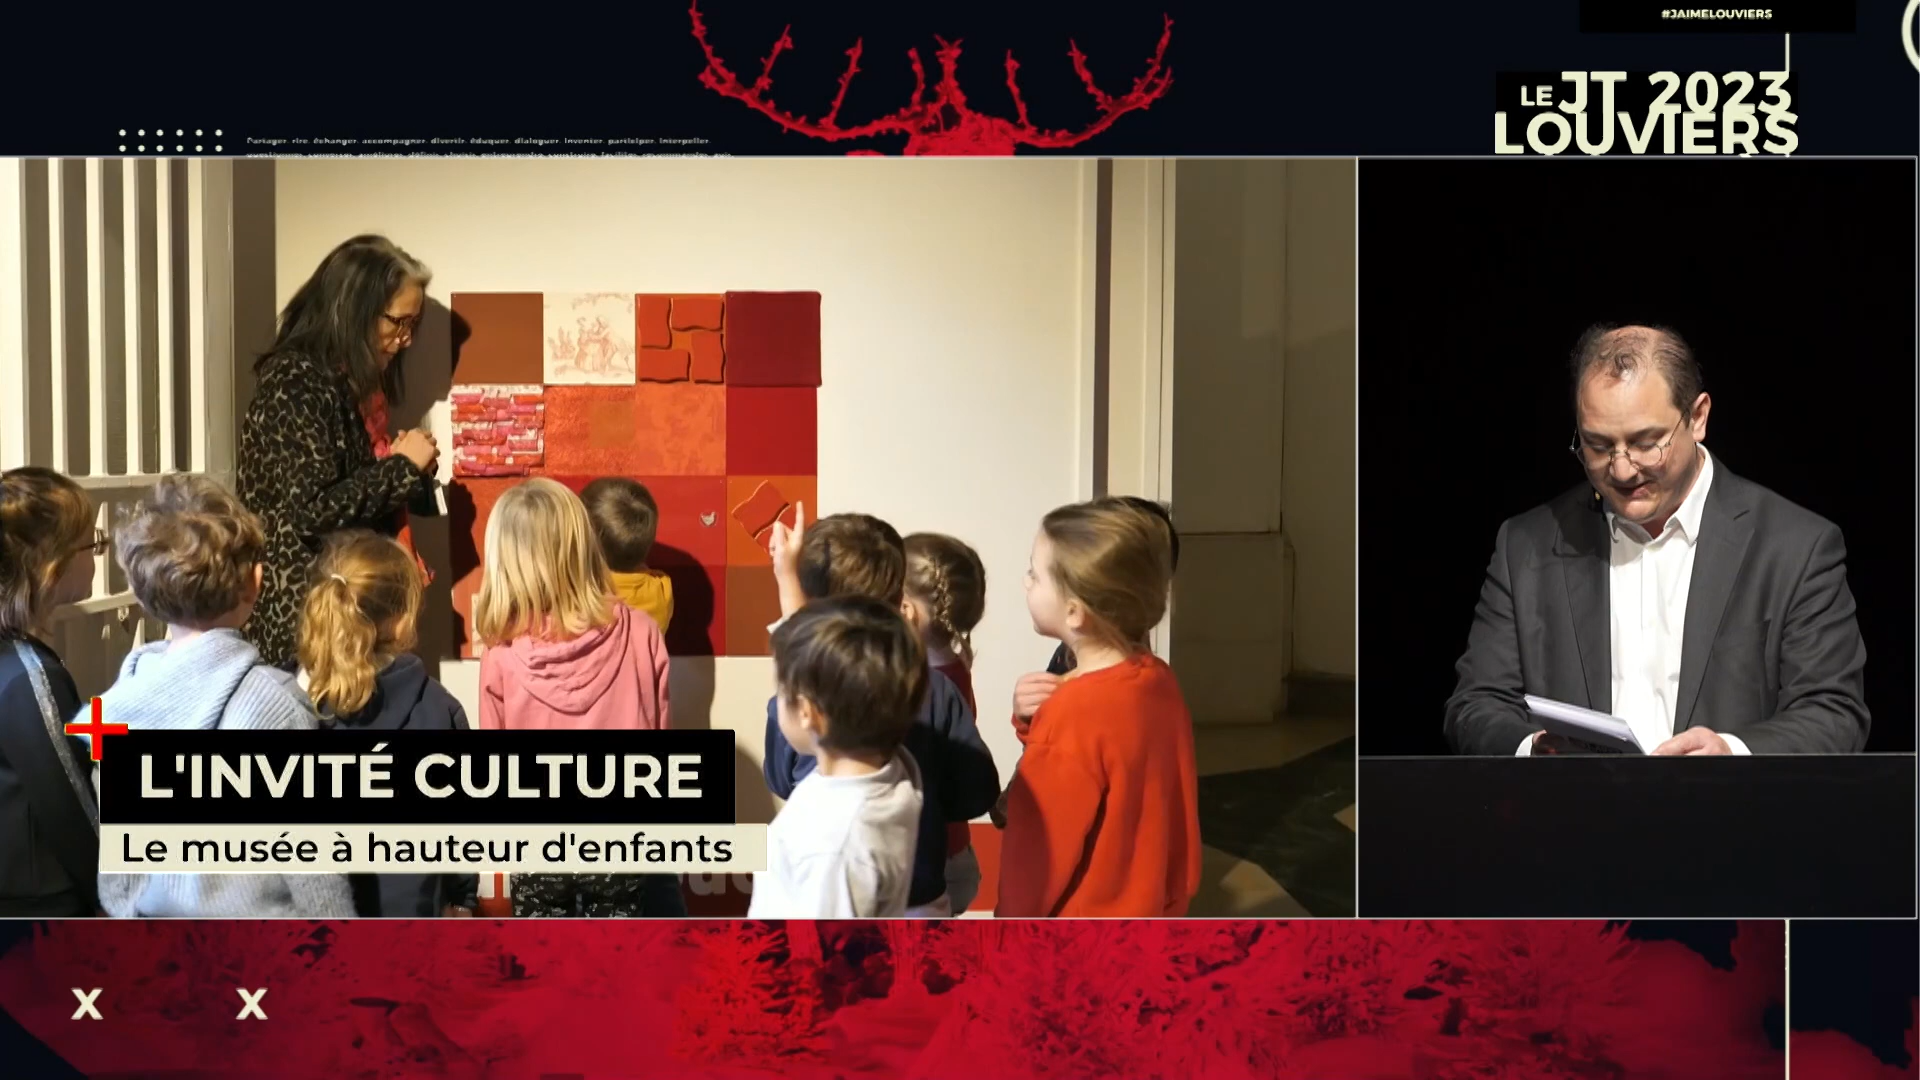 #JAIMELOUVIERS
LE JT 2023
LOUVIERS
Partager. rire. échanger. accompagner. divertir. éduquer. dialoguer. inventer. participer. interpeller.
L'INVITÉ CULTURE
Le musée à hauteur d'enfants
X X